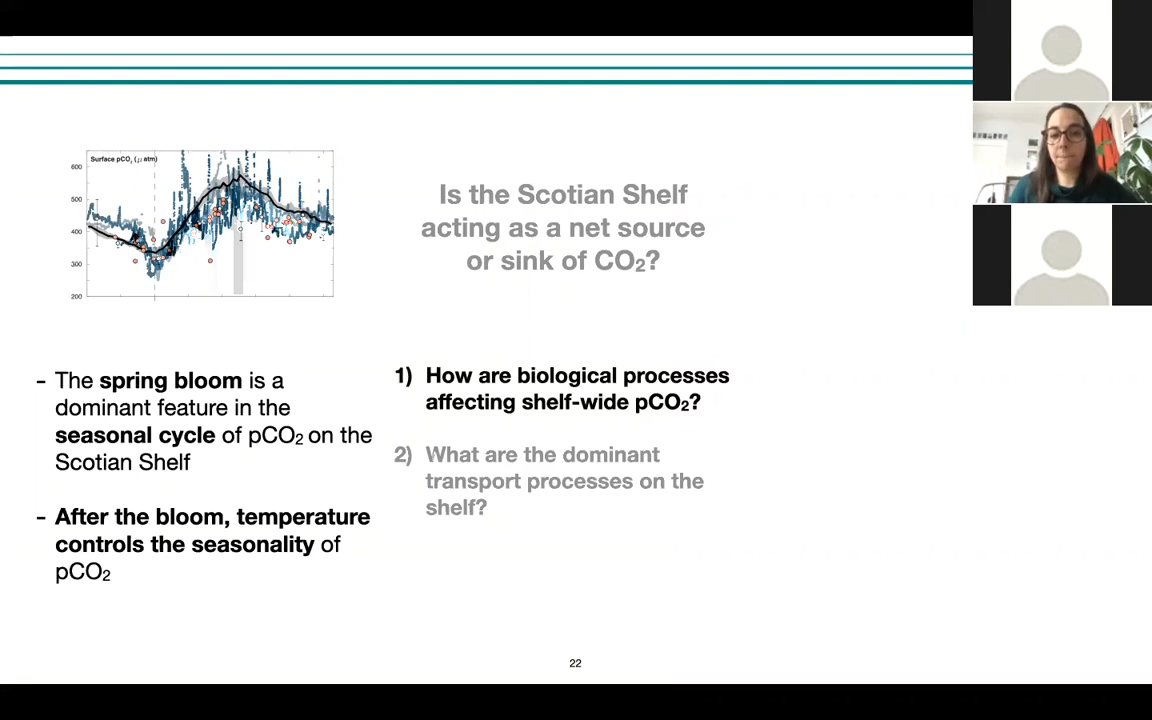 Surface pCO2 (μ atm)
600
500
400
300
200
Is the Scotian Shelf
acting as a net source
or sink of CO2?
- The spring bloom is a
dominant feature in the
seasonal cycle of pCO2 on the
Scotian Shelf
- After the bloom, temperature
controls the seasonality of
pCO2
1) How are biological processes
affecting shelf-wide pCO2?
2) What are the dominant
transport processes on the
shelf?
22